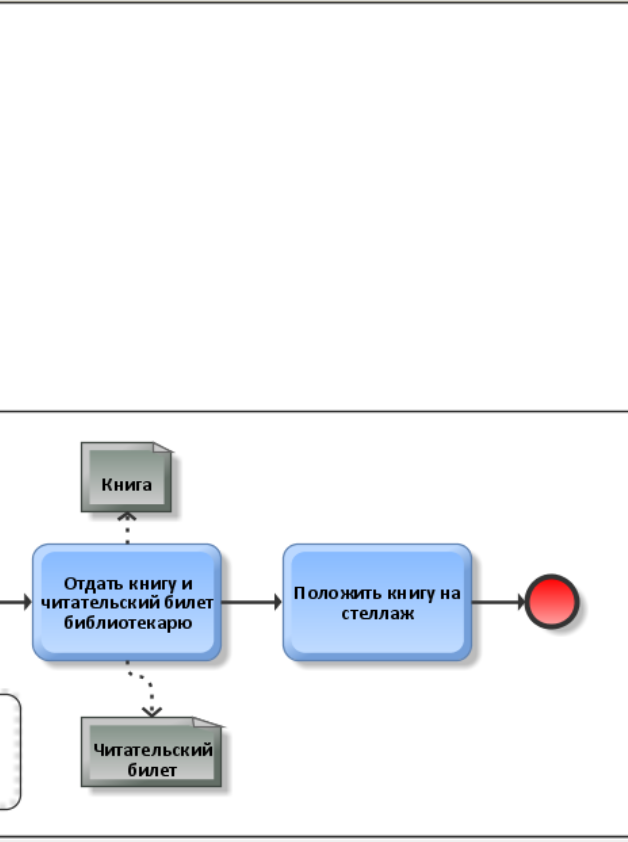 Книга
Отдать книгу и
читательский билет
библиотекарю
Положить книгу на
стеллаж
Читательский
билет